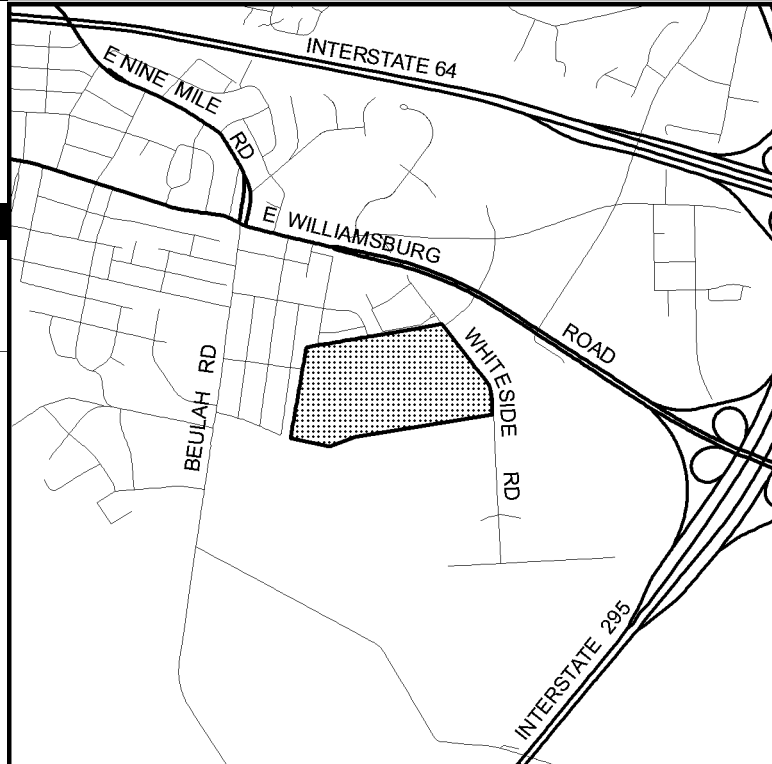 INTERSTATE 64
E NINE MILE RD
E WILLIAMSBURG ROAD
WHITESIDE RD
BEULAH RD
INTERSTATE 295